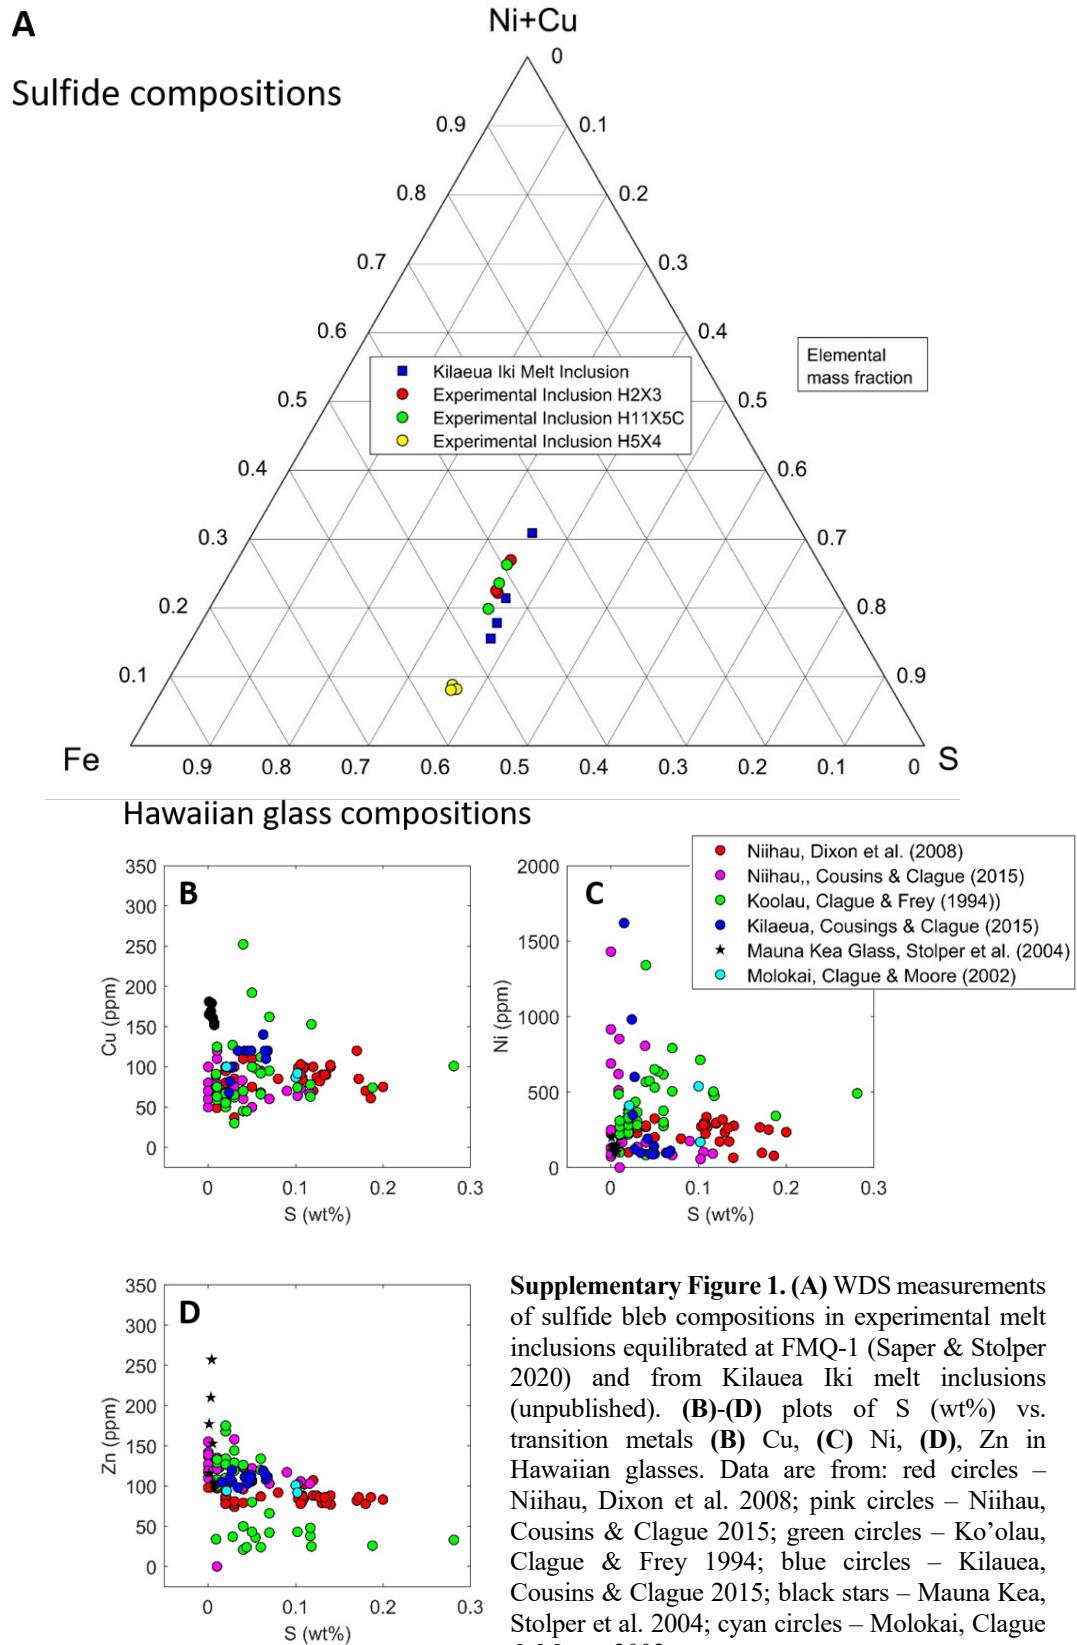 A
Ni+Cu
Sulfide compositions
0
0.9
0.1
0.8
0.2
0.7
0.3
0.6
0.4
Elemental
mass fraction
Kilaeua Iki Melt Inclusion
Experimental Inclusion H2X3
Experimental Inclusion H11X5C
Experimental Inclusion H5X4
0.5
0.5
0.4
0.6
0.3
0.7
0.2
0.8
0.1
0.9
Fe
S
0.9 0.8 0.7 0.6 0.5 0.4 0.3 0.2 0.1 0
Hawaiian glass compositions
Niihau, Dixon et al. (2008)
Niihau,, Cousins & Clague (2015)
Koolau, Clague & Frey (1994))
Kilaeua, Cousings & Clague (2015)
Mauna Kea Glass, Stolper et al. (2004)
Molokai, Clague & Moore (2002)
B
350
300
250
200
150
100
50
0
Cu (ppm)
0 0.1 0.2 0.3
S (wt%)
C
2000
1500
1000
500
0
Ni (ppm)
0 0.1 0.2 0.3
S (wt%)
D
350
300
250
200
150
100
50
0
Zn (ppm)
0 0.1 0.2 0.3
S (wt%)
Supplementary Figure 1. (A) WDS measurements
of sulfide bleb compositions in experimental melt
inclusions equilibrated at FMQ-1 (Saper & Stolper
2020) and from Kilauea Iki melt inclusions
(unpublished). (B)-(D) plots of S (wt%) vs.
transition metals (B) Cu, (C) Ni, (D), Zn in
Hawaiian glasses. Data are from: red circles –
Niihau, Dixon et al. 2008; pink circles – Niihau,
Cousins & Clague 2015; green circles – Ko’olau,
Clague & Frey 1994; blue circles – Kilauea,
Cousins & Clague 2015; black stars – Mauna Kea,
Stolper et al. 2004; cyan circles – Molokai, Clague